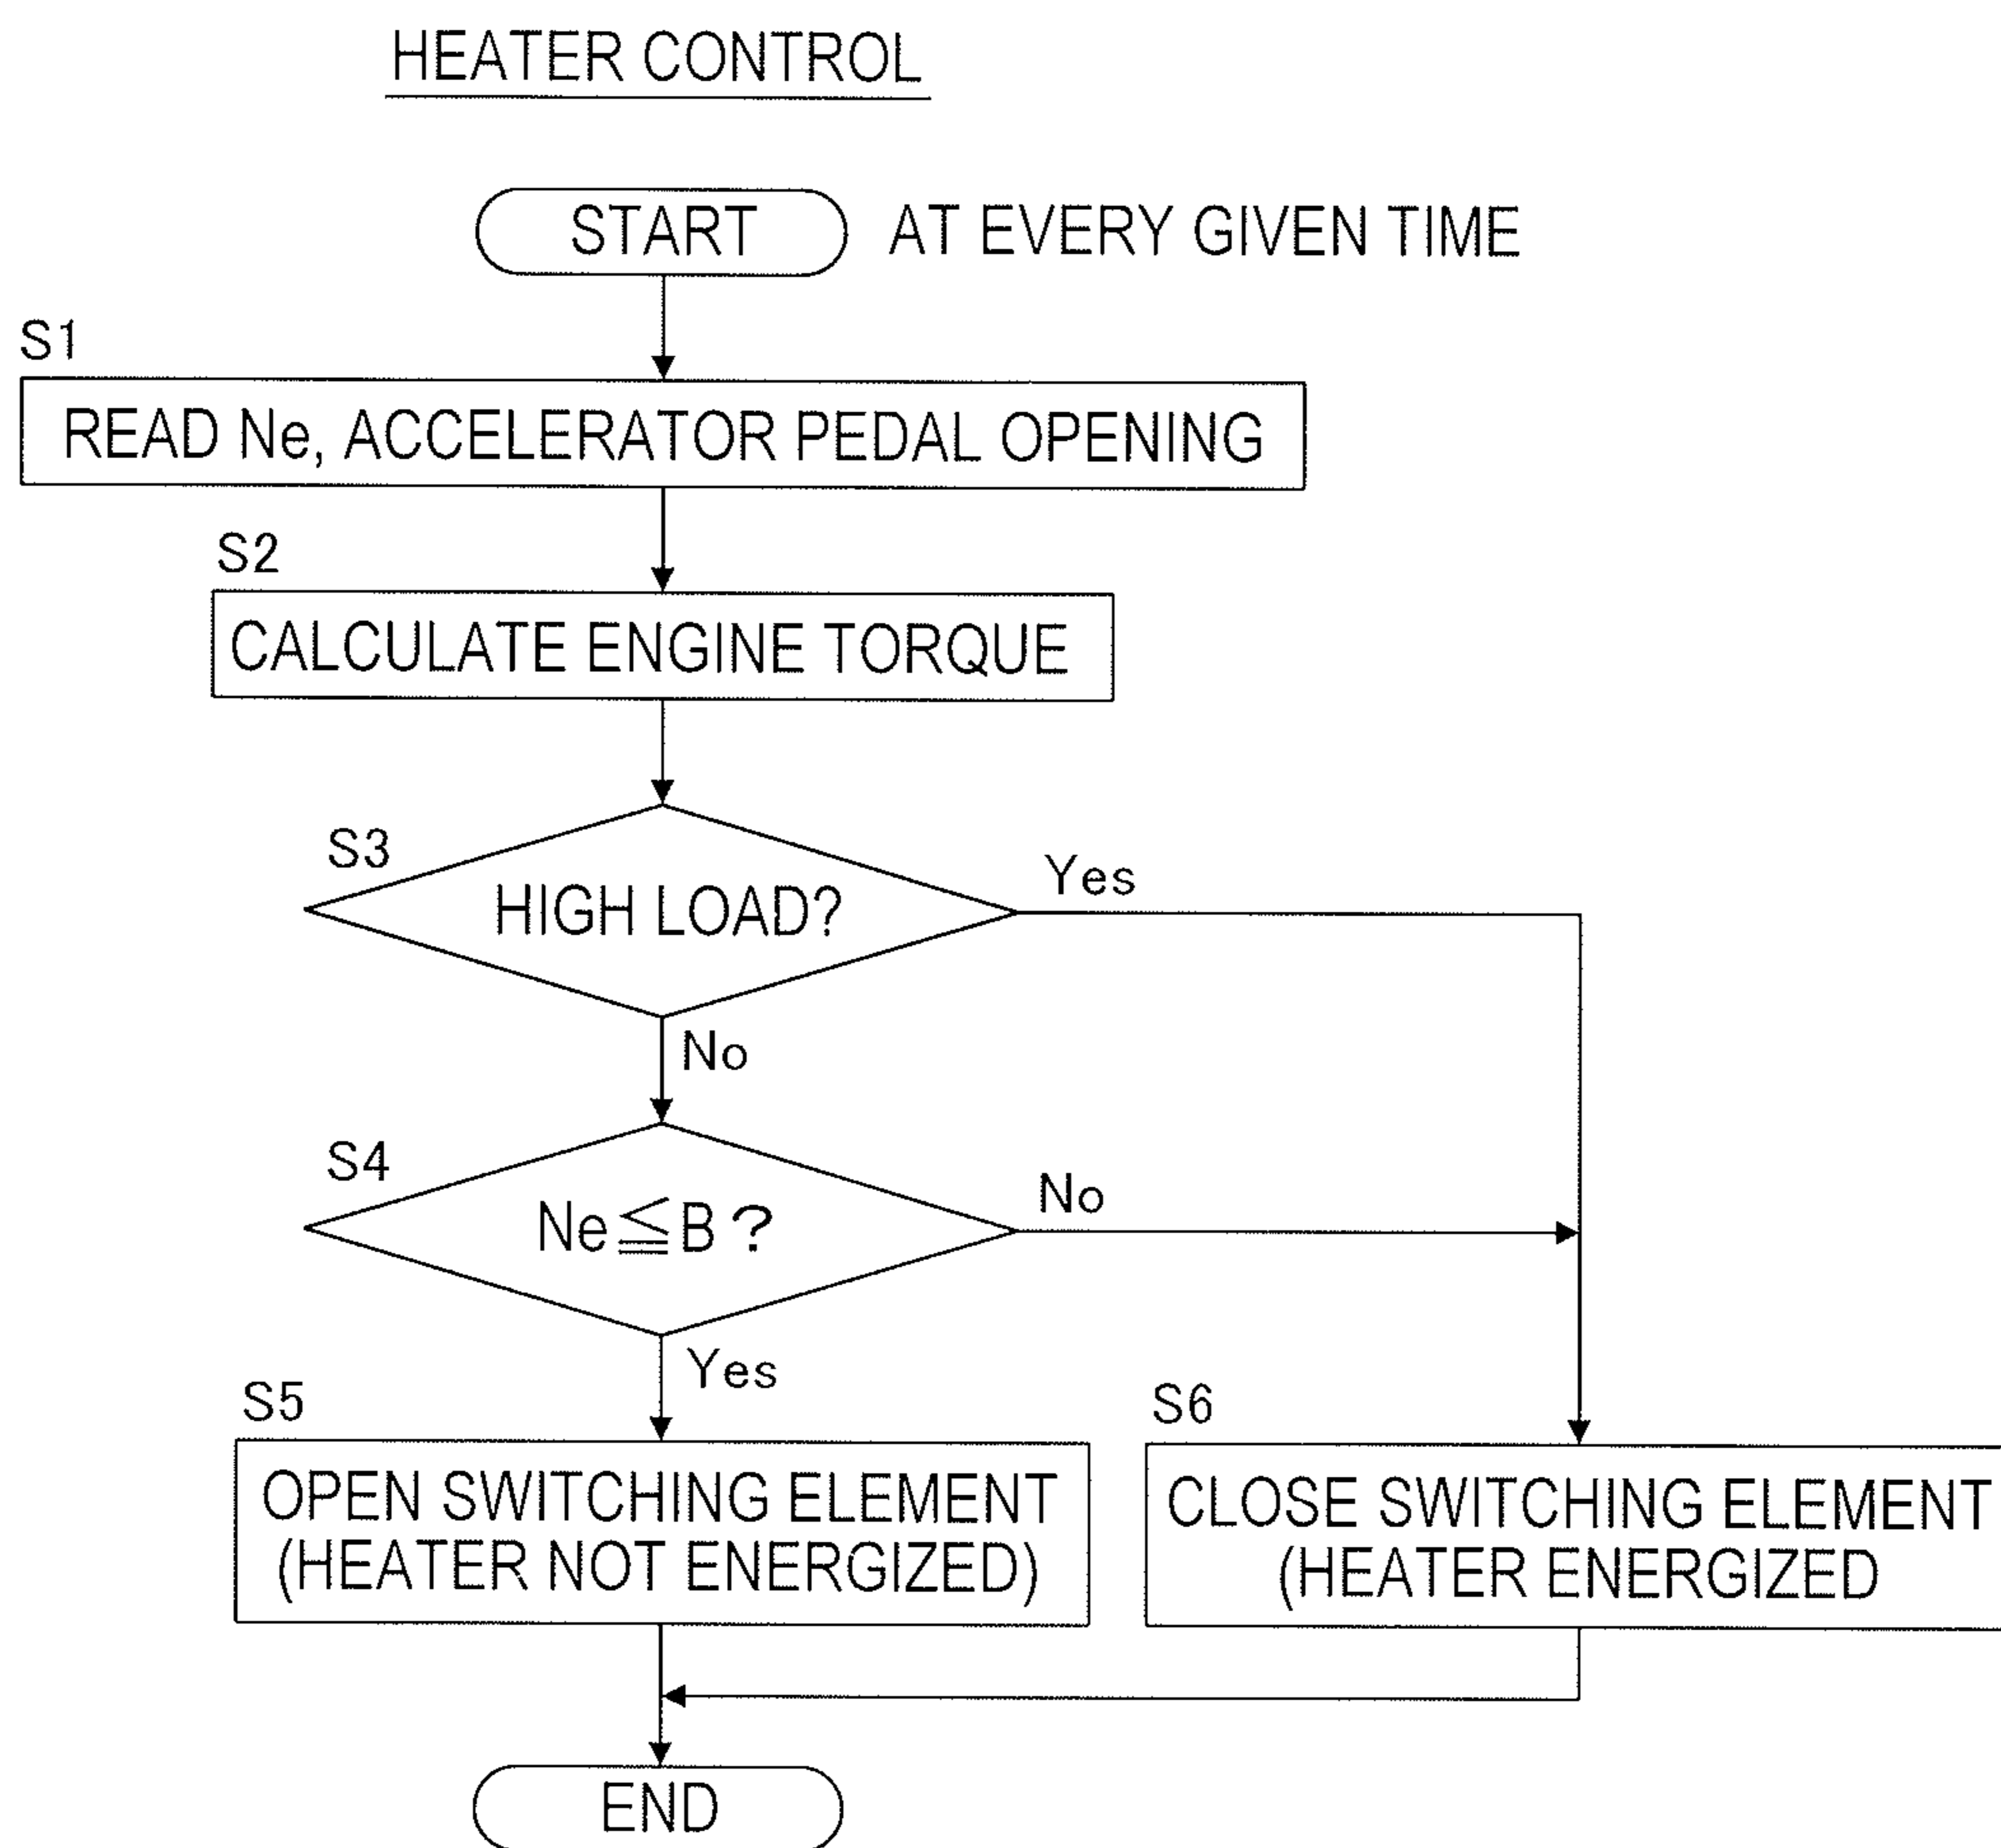 HEATER CONTROL
START AT EVERY GIVEN TIME
S1
READ Ne, ACCELERATOR PEDAL OPENING
S2
CALCULATE ENGINE TORQUE
S3
HIGH LOAD?
Yes
No
S4
Ne≦B?
No
Yes
S5
OPEN SWITCHING ELEMENT
(HEATER NOT ENERGIZED)
S6
CLOSE SWITCHING ELEMENT
(HEATER ENERGIZED
END